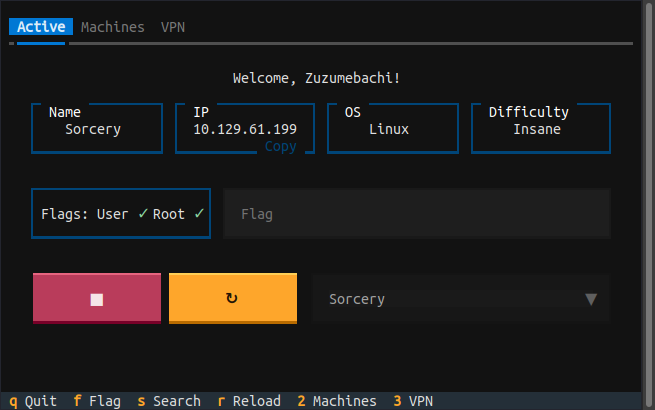 Active Machines VPN
Welcome, Zuzumebachi!
Name IP OS Difficulty
Sorcery 10.129.61.199 Linux Insane
Copy
Flags: User ✓ Root ✓ Flag
■ ↻ Sorcery ▼
q Quit f Flag s Search r Reload 2 Machines 3 VPN